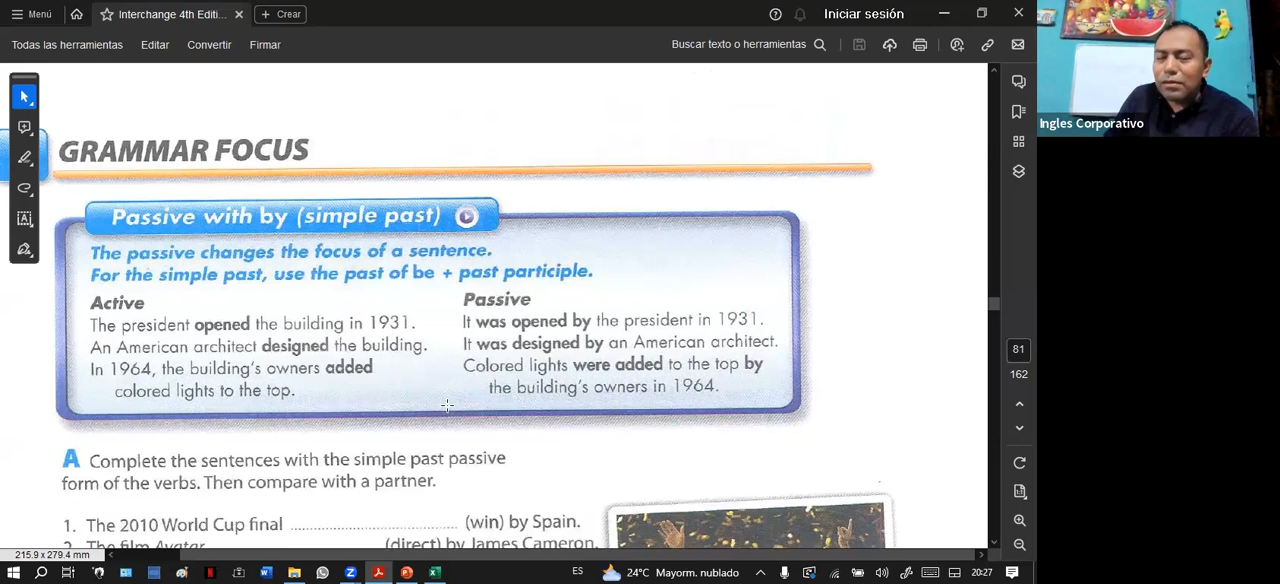 Menú
Interchange 4th Editi...
Crear
Iniciar sesión
Todas las herramientas
Editar
Convertir
Firmar
Buscar texto o herramientas
Ingles Corporativo
GRAMMAR FOCUS
Passive with by (simple past)
The passive changes the focus of a sentence.
For the simple past, use the past of be + past participle.
Active
The president opened the building in 1931.
An American architect designed the building.
In 1964, the building's owners added
colored lights to the top.
Passive
It was opened by the president in 1931.
It was designed by an American architect.
Colored lights were added to the top by
the building's owners in 1964.
A Complete the sentences with the simple past passive
form of the verbs. Then compare with a partner.
1. The 2010 World Cup final ........................................ (win) by Spain.
2. The film Avatar ........................................ (direct) by James Cameron.
81
162
215.9 x 279.4 mm
ES
24°C Mayorm. nublado
20:27